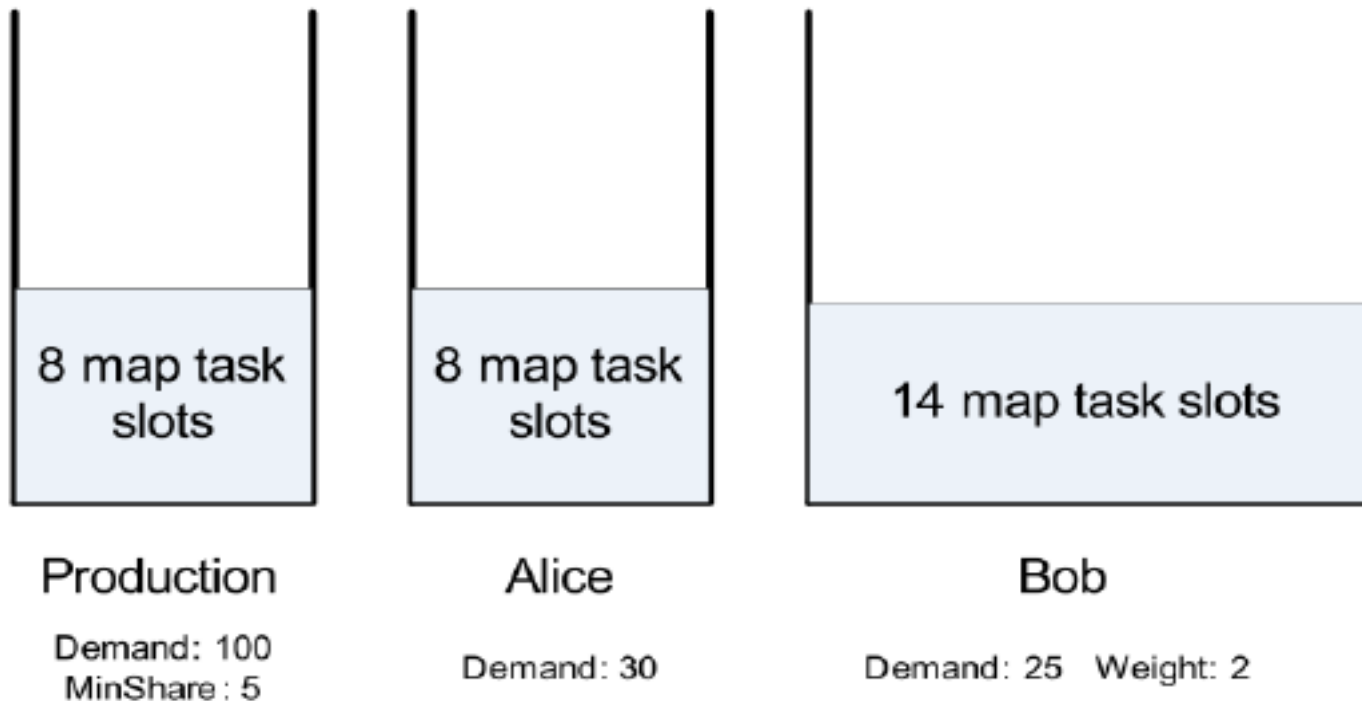 8 map task
slots
8 map task
slots
14 map task slots
Production
Alice
Bob
Demand: 100
MinShare: 5
Demand: 30
Demand: 25 Weight: 2